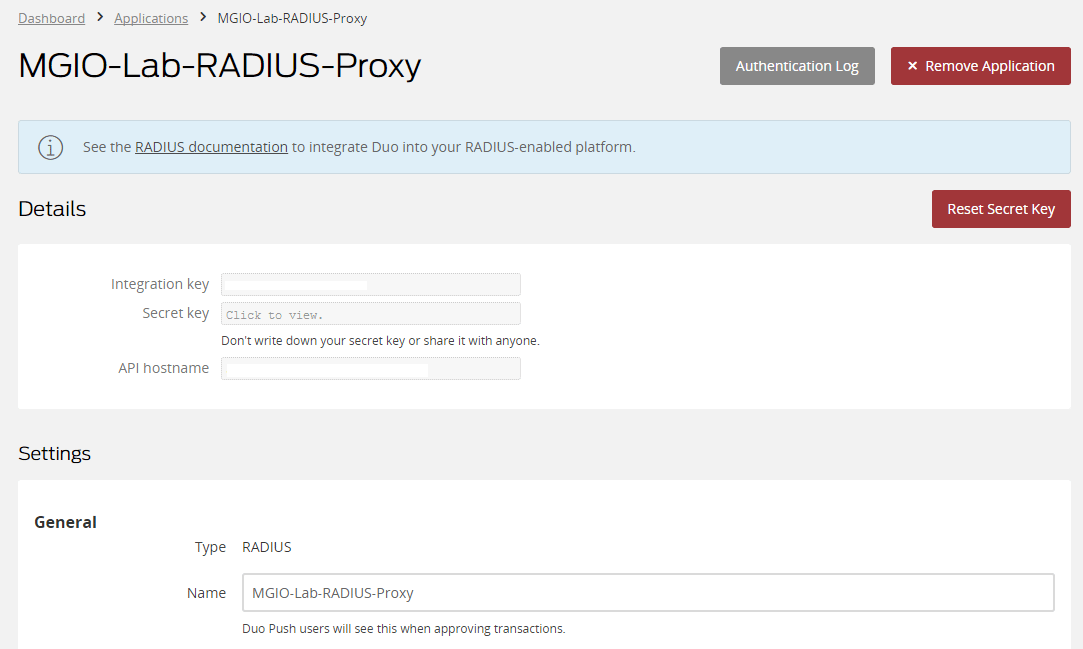 Dashboard > Applications > MGIO-Lab-RADIUS-Proxy
MGIO-Lab-RADIUS-Proxy
Authentication Log
× Remove Application
See the RADIUS documentation to integrate Duo into your RADIUS-enabled platform.
Details
Reset Secret Key
Integration key
Secret key Click to view.
Don't write down your secret key or share it with anyone.
API hostname
Settings
General
Type RADIUS
Name MGIO-Lab-RADIUS-Proxy
Duo Push users will see this when approving transactions.